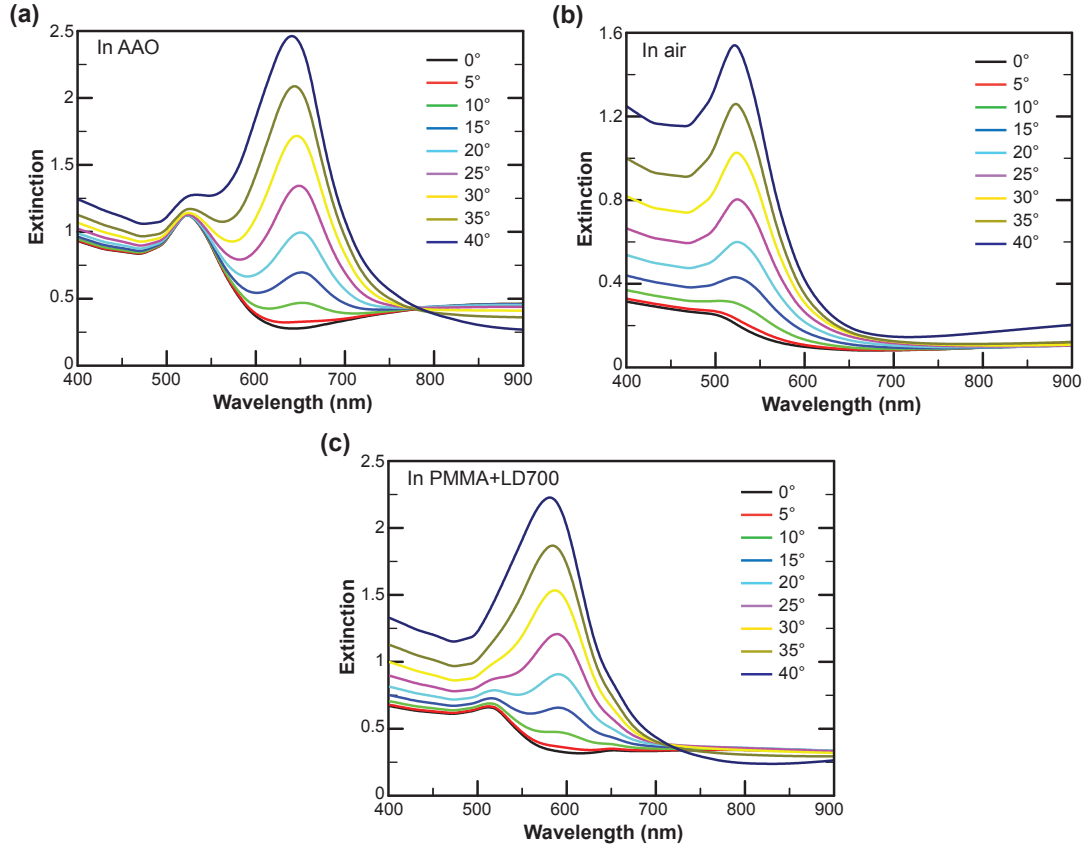 (a)
In AAO
2.5
2
1.5
1
0.5
0
Extinction
400 500 600 700 800 900
Wavelength (nm)
0°
5°
10°
15°
20°
25°
30°
35°
40°
(b)
In air
1.6
1.2
0.8
0.4
0
Extinction
400 500 600 700 800 900
Wavelength (nm)
0°
5°
10°
15°
20°
25°
30°
35°
40°
(c)
In PMMA+LD700
2.5
2
1.5
1
0.5
0
Extinction
400 500 600 700 800 900
Wavelength (nm)
0°
5°
10°
15°
20°
25°
30°
35°
40°